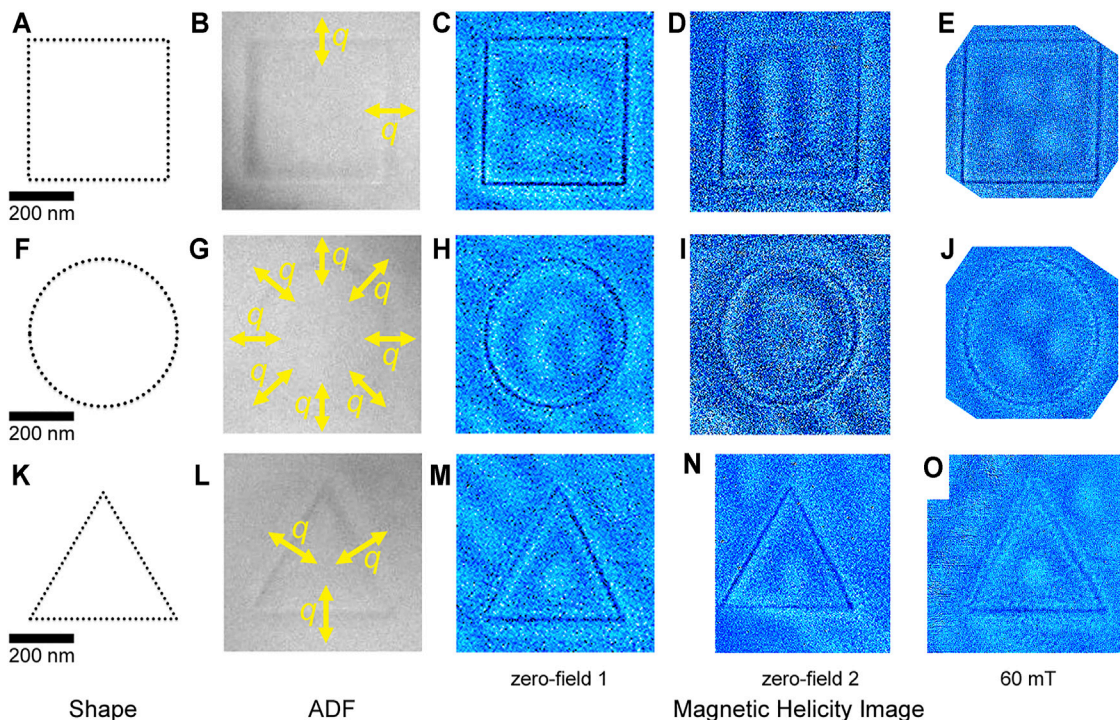 A
B
C
D
E
q
q
200 nm
F
G
H
I
J
q
q
q
q
q
q
q
q
200 nm
K
L
M
N
O
q
q
q
200 nm
zero-field 1
zero-field 2
60 mT
Shape
ADF
Magnetic Helicity Image